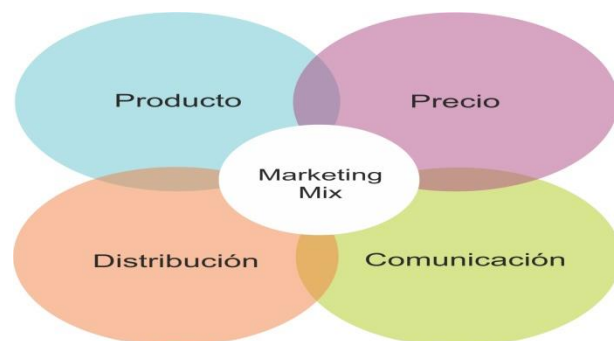 Producto
Precio
Marketing
Mix
Distribución
Comunicación